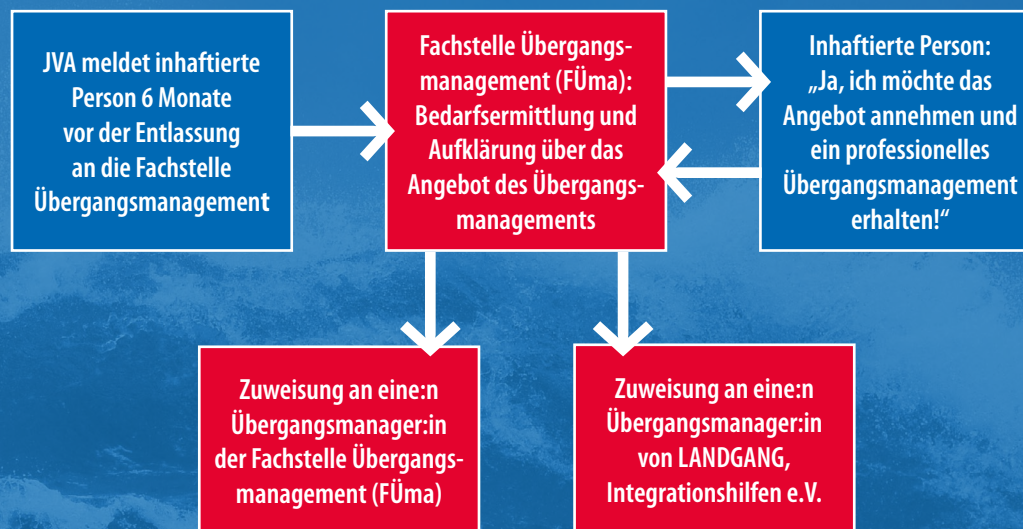 JVA meldet inhaftierte
Person 6 Monate
vor der Entlassung
an die Fachstelle
Übergangsmanagement
Fachstelle Übergangs-
management (FÜma):
Bedarfsermittlung und
Aufklärung über das
Angebot des Übergangs-
managements
Inhaftierte Person:
„Ja, ich möchte das
Angebot annehmen und
ein professionelles
Übergangsmanagement
erhalten!“
Zuweisung an eine:n
Übergangsmanager:in
der Fachstelle Übergangs-
management (FÜma)
Zuweisung an eine:n
Übergangsmanager:in
von LANDGANG,
Integrationshilfen e.V.